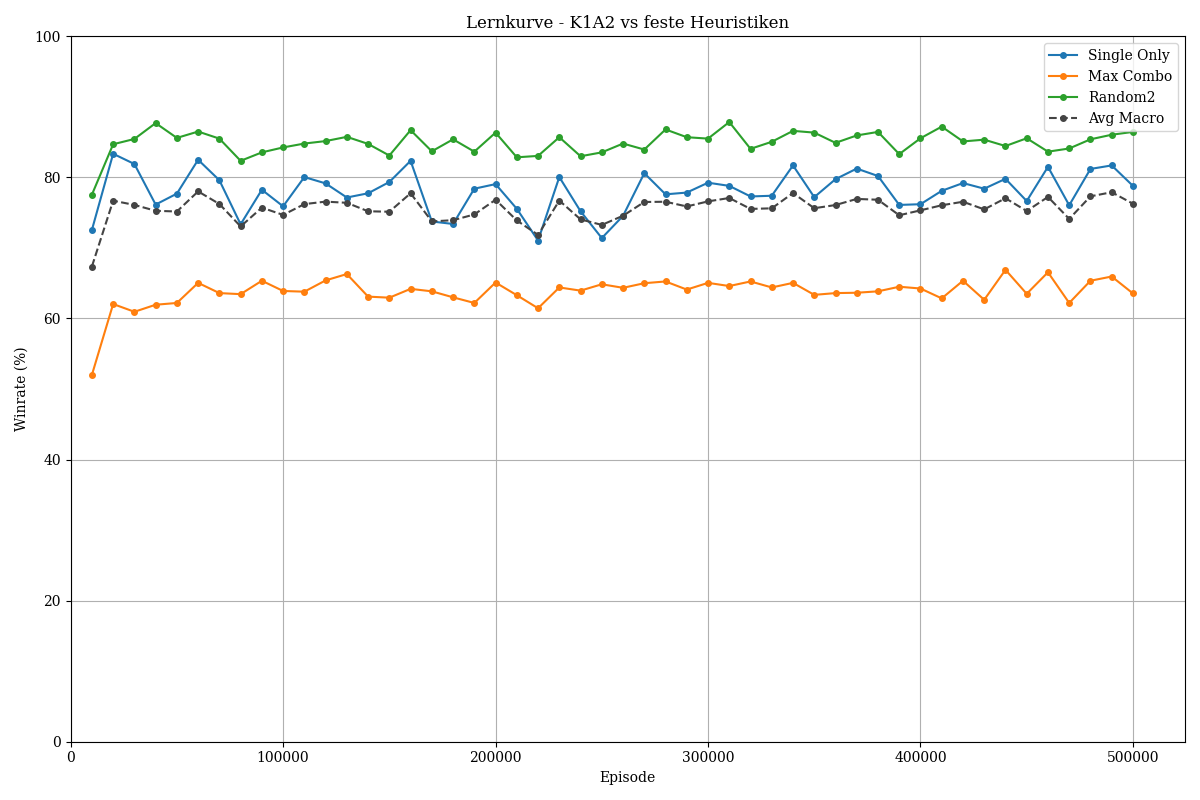 Lernkurve - K1A2 vs feste Heuristiken
100
80
60
40
20
0
Winrate (%)
0
100000
200000
300000
400000
500000
Episode
Single Only
Max Combo
Random2
Avg Macro